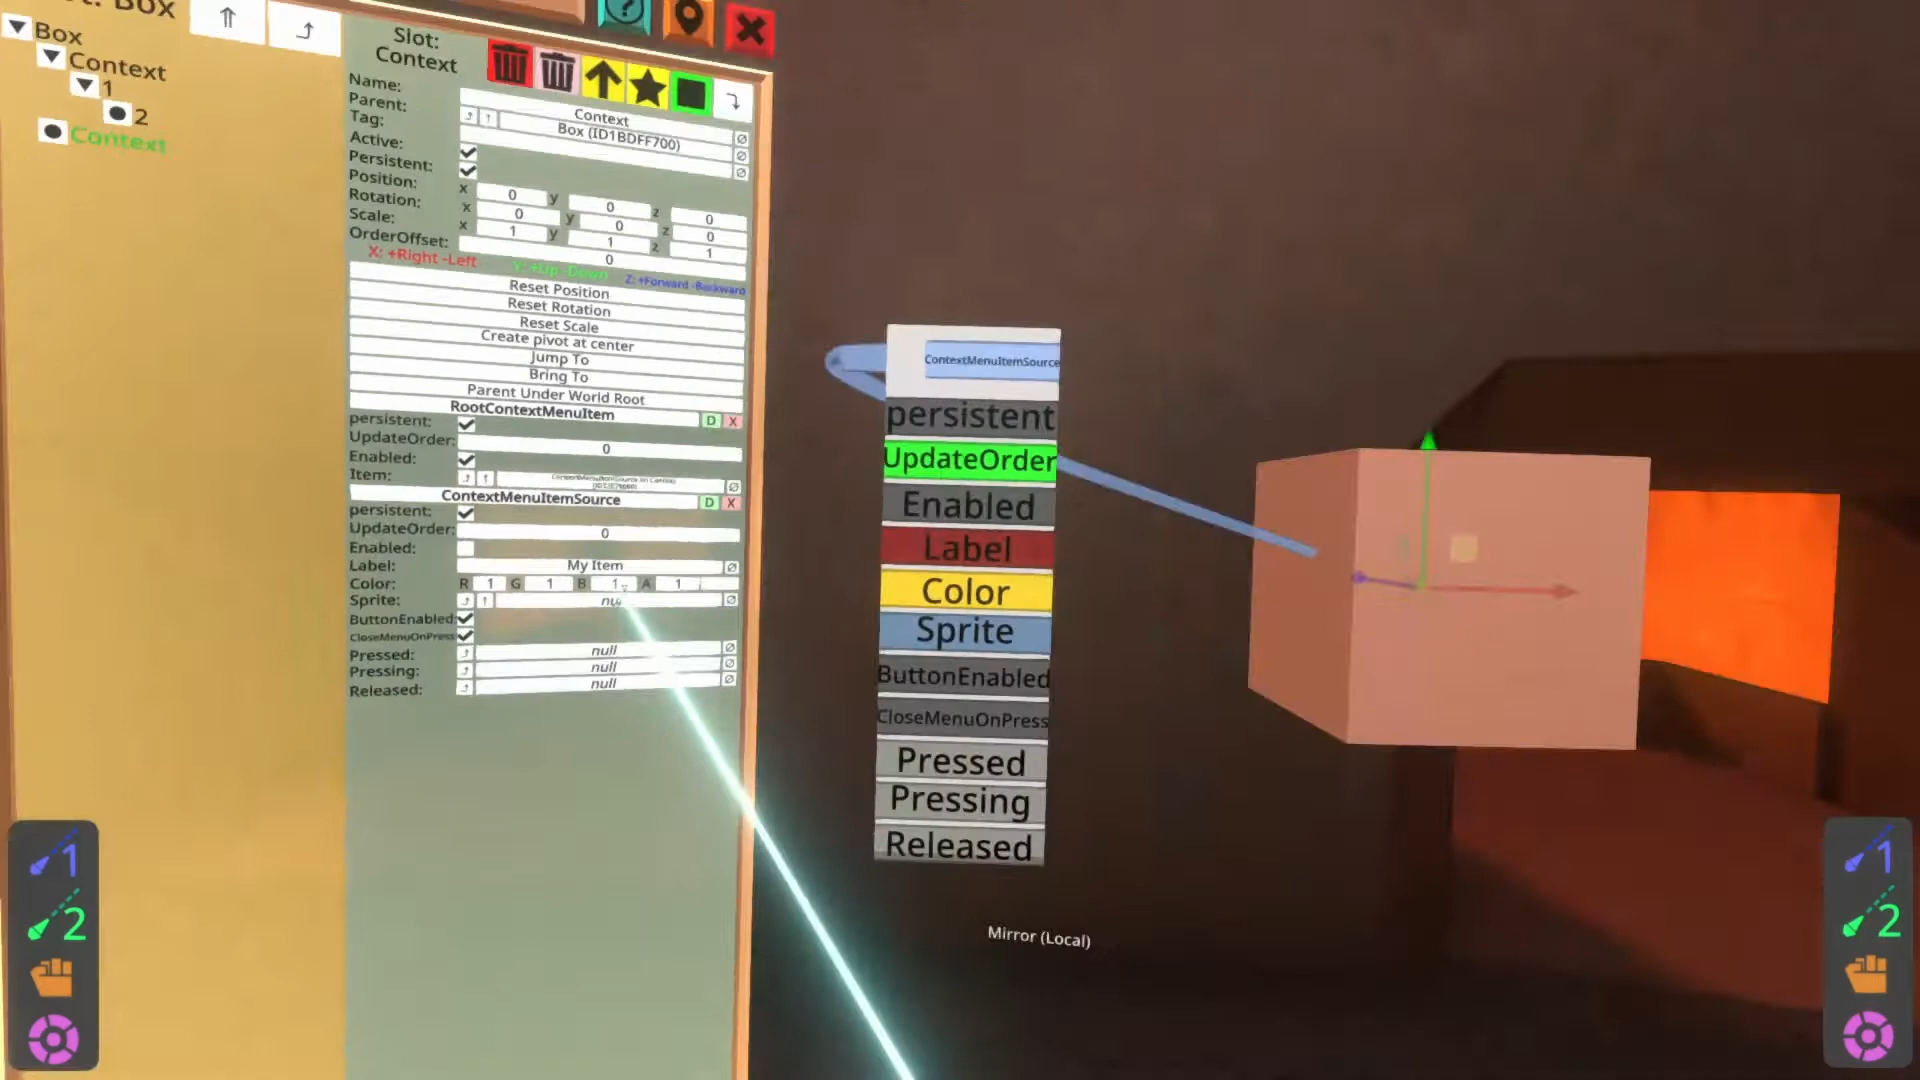 Box
Box
Context
1
2
Context
Slot:
Context
Name:
Context
Parent:
Box (ID1BDFF700)
Tag:
Active:
Persistent:
Position:
x 0 y 0 z 0
Rotation:
x 0 y 0 z 0
Scale:
x 1 y 1 z 1
OrderOffset:
0
X: +Right -Left
Y: +Up -Down
Z: +Forward -Backward
Reset Position
Reset Rotation
Reset Scale
Create pivot at center
Jump To
Bring To
Parent Under World Root
RootContextMenuItem
D X
persistent:
UpdateOrder:
0
Enabled:
Item:
ContextMenuItemSource
D X
persistent:
UpdateOrder:
0
Enabled:
Label:
My Item
Color:
R 1 G 1 B 1 A 1
Sprite:
null
ButtonEnabled:
CloseMenuOnPress:
Pressed:
null
Pressing:
null
Released:
null
ContextMenuItemSource
persistent
UpdateOrder
Enabled
Label
Color
Sprite
ButtonEnabled
CloseMenuOnPress
Pressed
Pressing
Released
Mirror (Local)
1
2
1
2